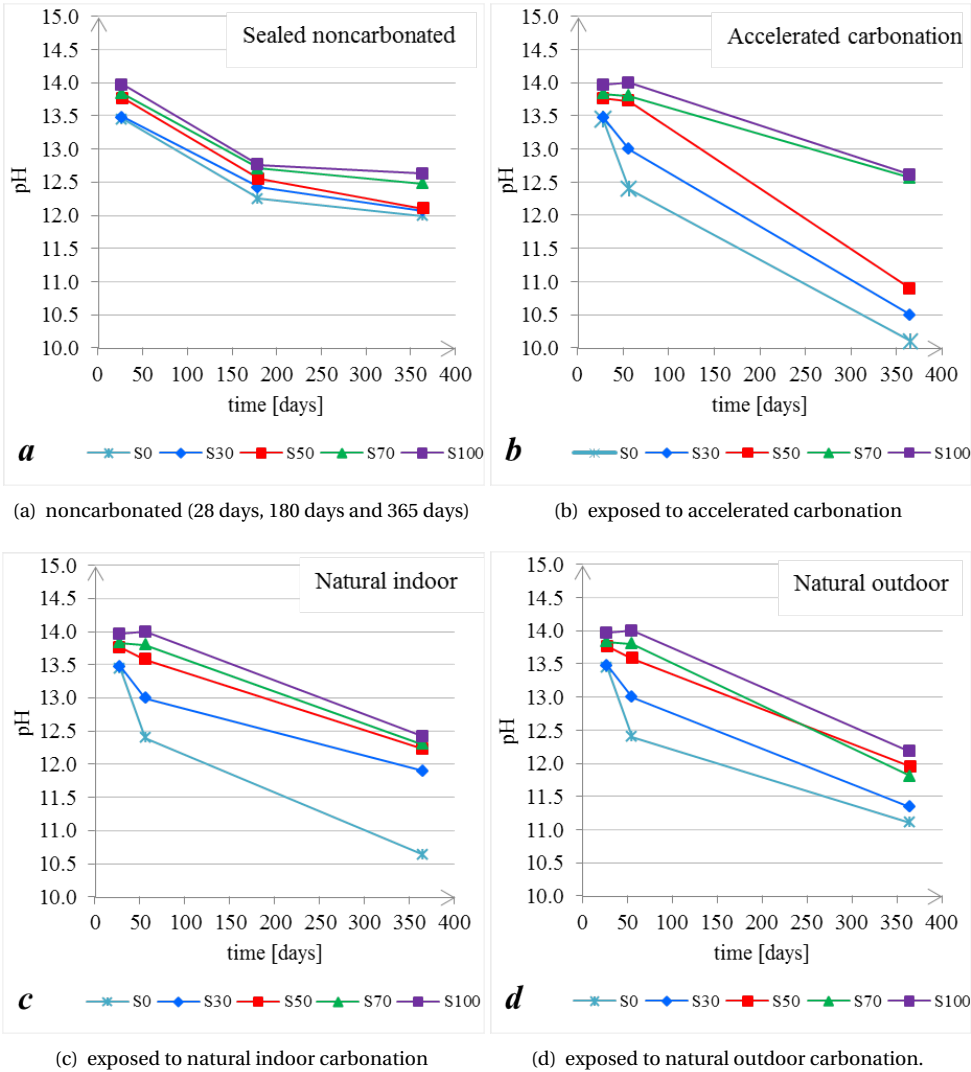 Sealed noncarbonated
15.0
14.5
14.0
13.5
13.0
12.5
12.0
11.5
11.0
10.5
10.0
pH
0 50 100 150 200 250 300 350 400
time [days]
a S0 S30 S50 S70 S100
(a) noncarbonated (28 days, 180 days and 365 days)
Accelerated carbonation
15.0
14.5
14.0
13.5
13.0
12.5
12.0
11.5
11.0
10.5
10.0
pH
0 50 100 150 200 250 300 350 400
time [days]
b S0 S30 S50 S70 S100
(b) exposed to accelerated carbonation
Natural indoor
15.0
14.5
14.0
13.5
13.0
12.5
12.0
11.5
11.0
10.5
10.0
pH
0 50 100 150 200 250 300 350 400
time [days]
c S0 S30 S50 S70 S100
(c) exposed to natural indoor carbonation
Natural outdoor
15.0
14.5
14.0
13.5
13.0
12.5
12.0
11.5
11.0
10.5
10.0
pH
0 50 100 150 200 250 300 350 400
time [days]
d S0 S30 S50 S70 S100
(d) exposed to natural outdoor carbonation.